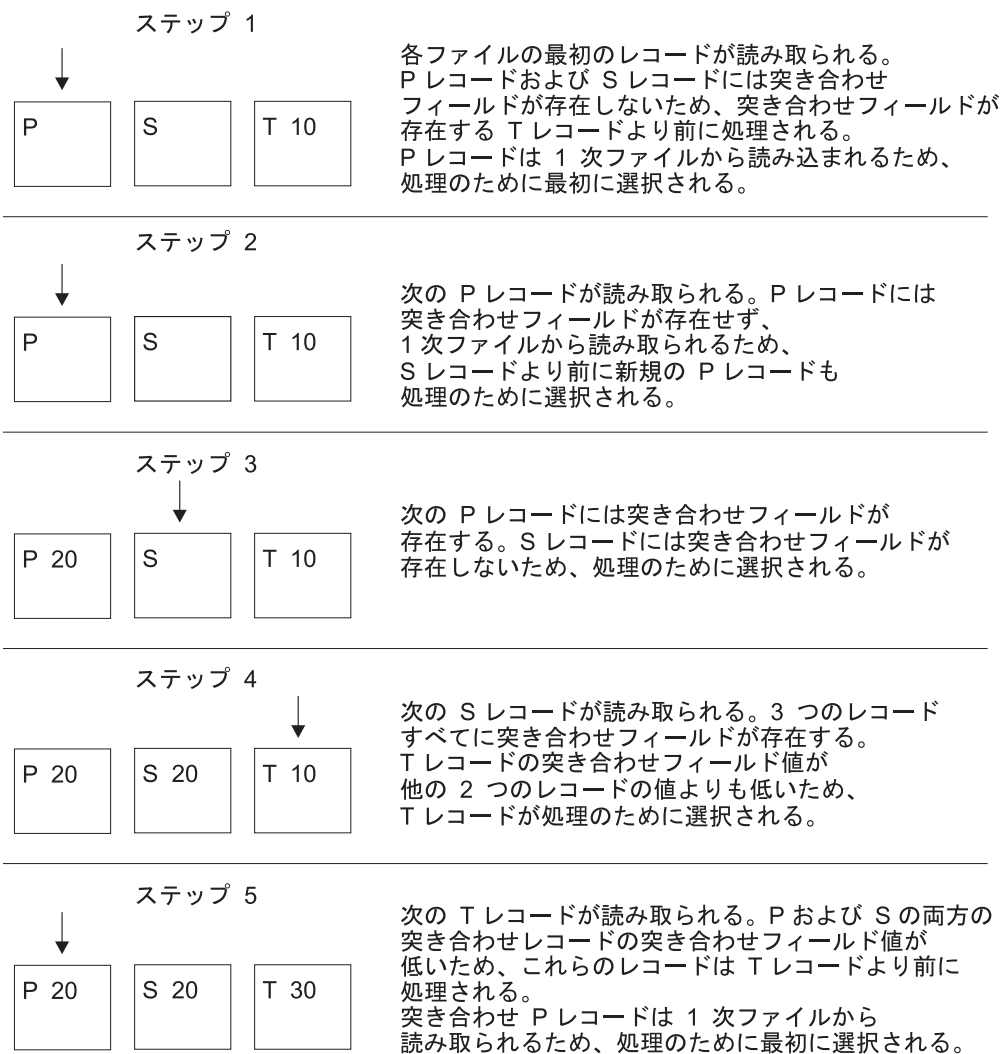 ステップ 1
各ファイルの最初のレコードが読み取られる。
P レコードおよび S レコードには突き合わせ
フィールドが存在しないため、突き合わせフィールドが
存在する T レコードより前に処理される。
P レコードは 1 次ファイルから読み込まれるため、
処理のために最初に選択される。
P
S
T 10
ステップ 2
次の P レコードが読み取られる。P レコードには
突き合わせフィールドが存在せず、
1 次ファイルから読み取られるため、
S レコードより前に新規の P レコードも
処理のために選択される。
P
S
T 10
ステップ 3
次の P レコードには突き合わせフィールドが
存在する。S レコードには突き合わせフィールドが
存在しないため、処理のために選択される。
P 20
S
T 10
ステップ 4
次の S レコードが読み取られる。3 つのレコード
すべてに突き合わせフィールドが存在する。
T レコードの突き合わせフィールド値が
他の 2 つのレコードの値よりも低いため、
T レコードが処理のために選択される。
P 20
S 20
T 10
ステップ 5
次の T レコードが読み取られる。P および S の両方の
突き合わせレコードの突き合わせフィールド値が
低いため、これらのレコードは T レコードより前に
処理される。
突き合わせ P レコードは 1 次ファイルから
読み取られるため、処理のために最初に選択される。
P 20
S 20
T 30